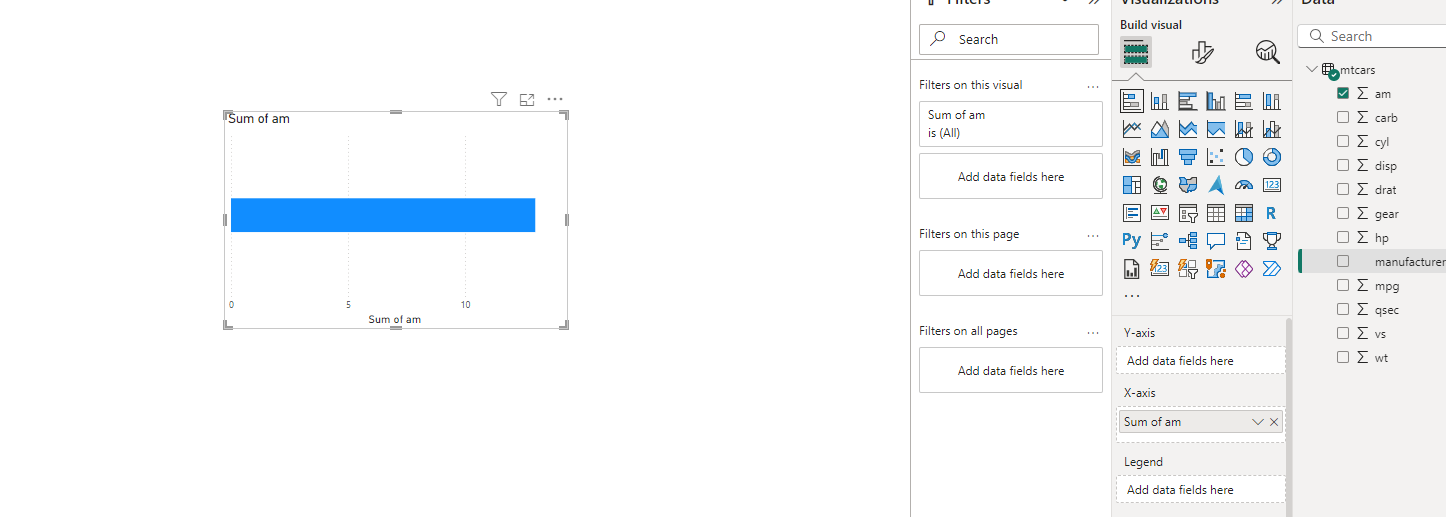 Filters
Visualizations
Data
Build visual
Search
Search
Sum of am
0
5
10
Sum of am
Filters on this visual
...
Sum of am
is (All)
Add data fields here
Filters on this page
...
Add data fields here
Filters on all pages
...
Add data fields here
123
R
Py
123
...
Y-axis
Add data fields here
X-axis
Sum of am
Legend
Add data fields here
mtcars
am
carb
cyl
disp
drat
gear
hp
manufacturer
mpg
qsec
vs
wt